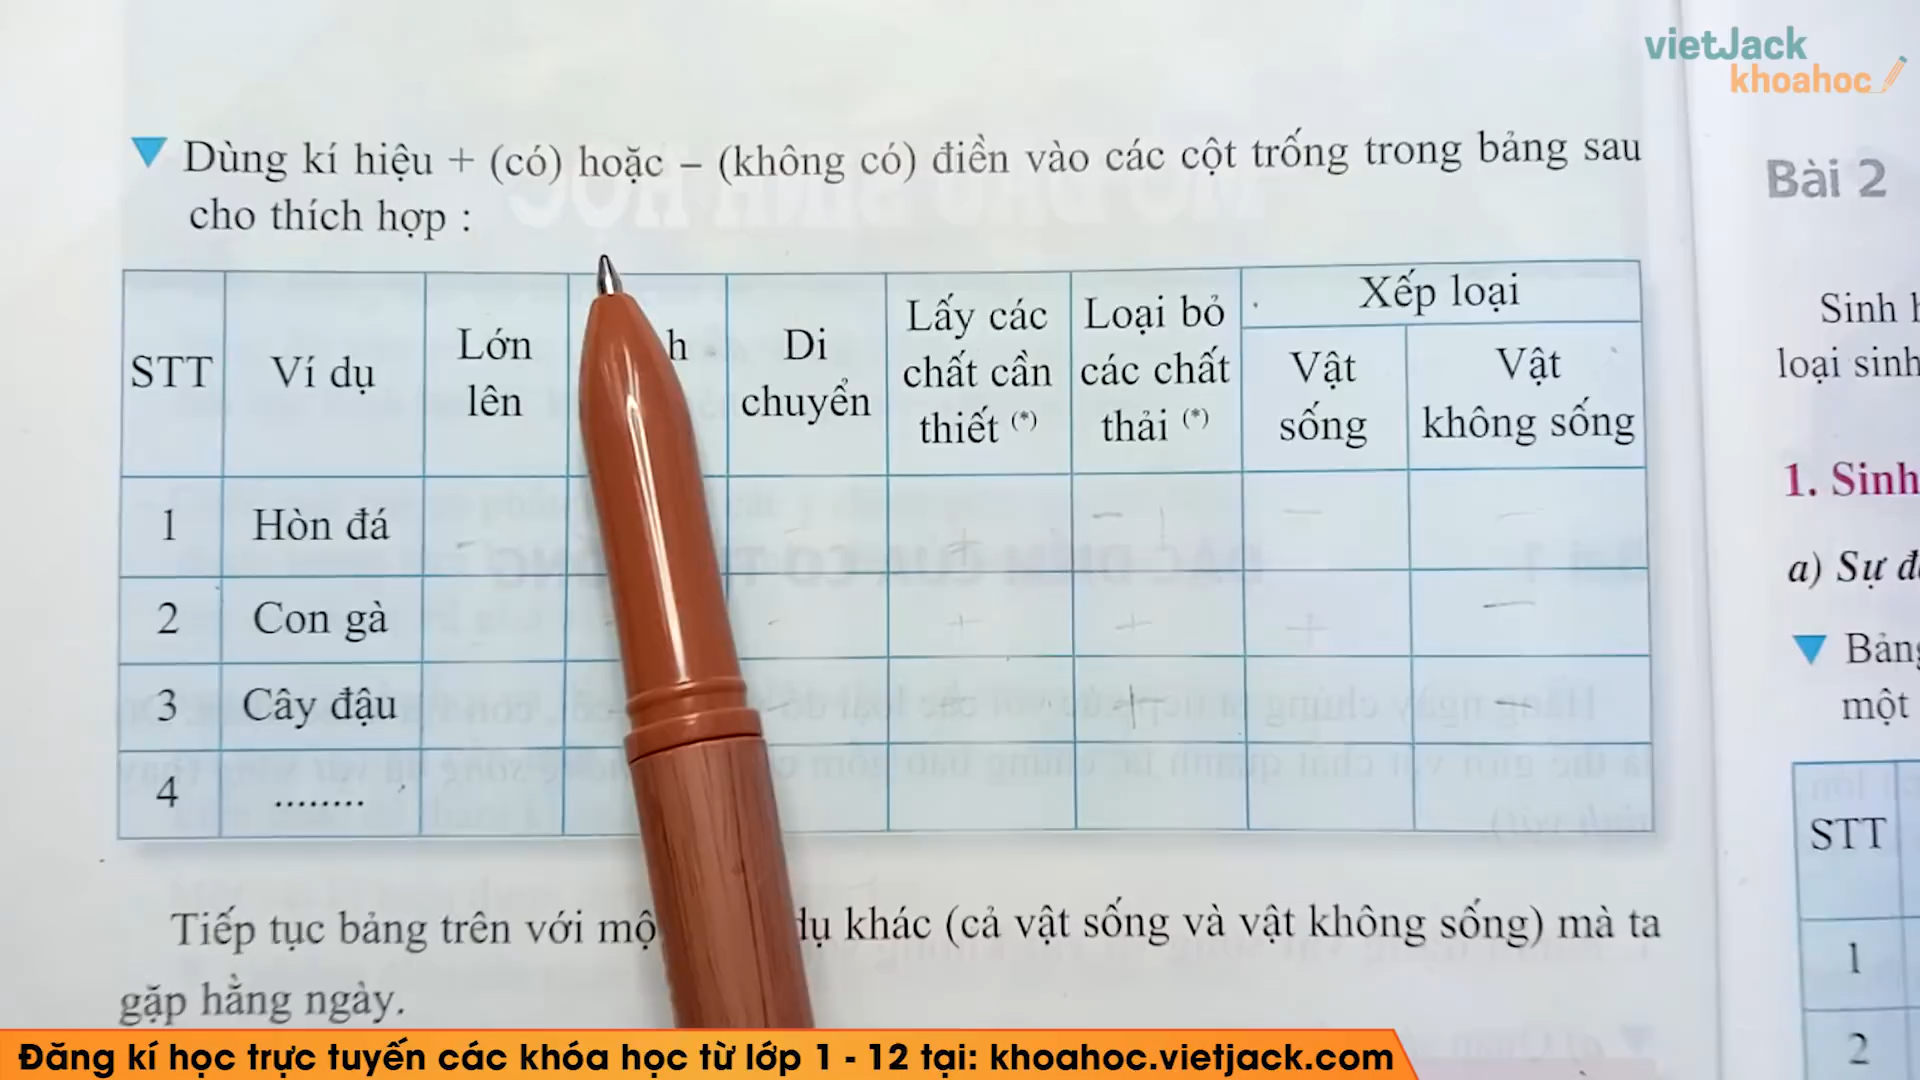 vietJack
khoahoc
Dùng kí hiệu + (có) hoặc – (không có) điền vào các cột trống trong bảng sau
cho thích hợp :
STT Ví dụ Lớn lên Di chuyển Lấy các chất cần thiết (*) Loại bỏ các chất thải (*) Xếp loại
Vật sống Vật không sống
1 Hòn đá
2 Con gà
3 Cây đậu
4 ........
Tiếp tục bảng trên với khác (cả vật sống và vật không sống) mà ta
gặp hằng ngày.
Bài 2
Sinh
loại sinh
1. Sinh
a) Sự
một
STT
1
2
Đăng kí học trực tuyến các khóa học từ lớp 1 - 12 tại: khoahoc.vietjack.com